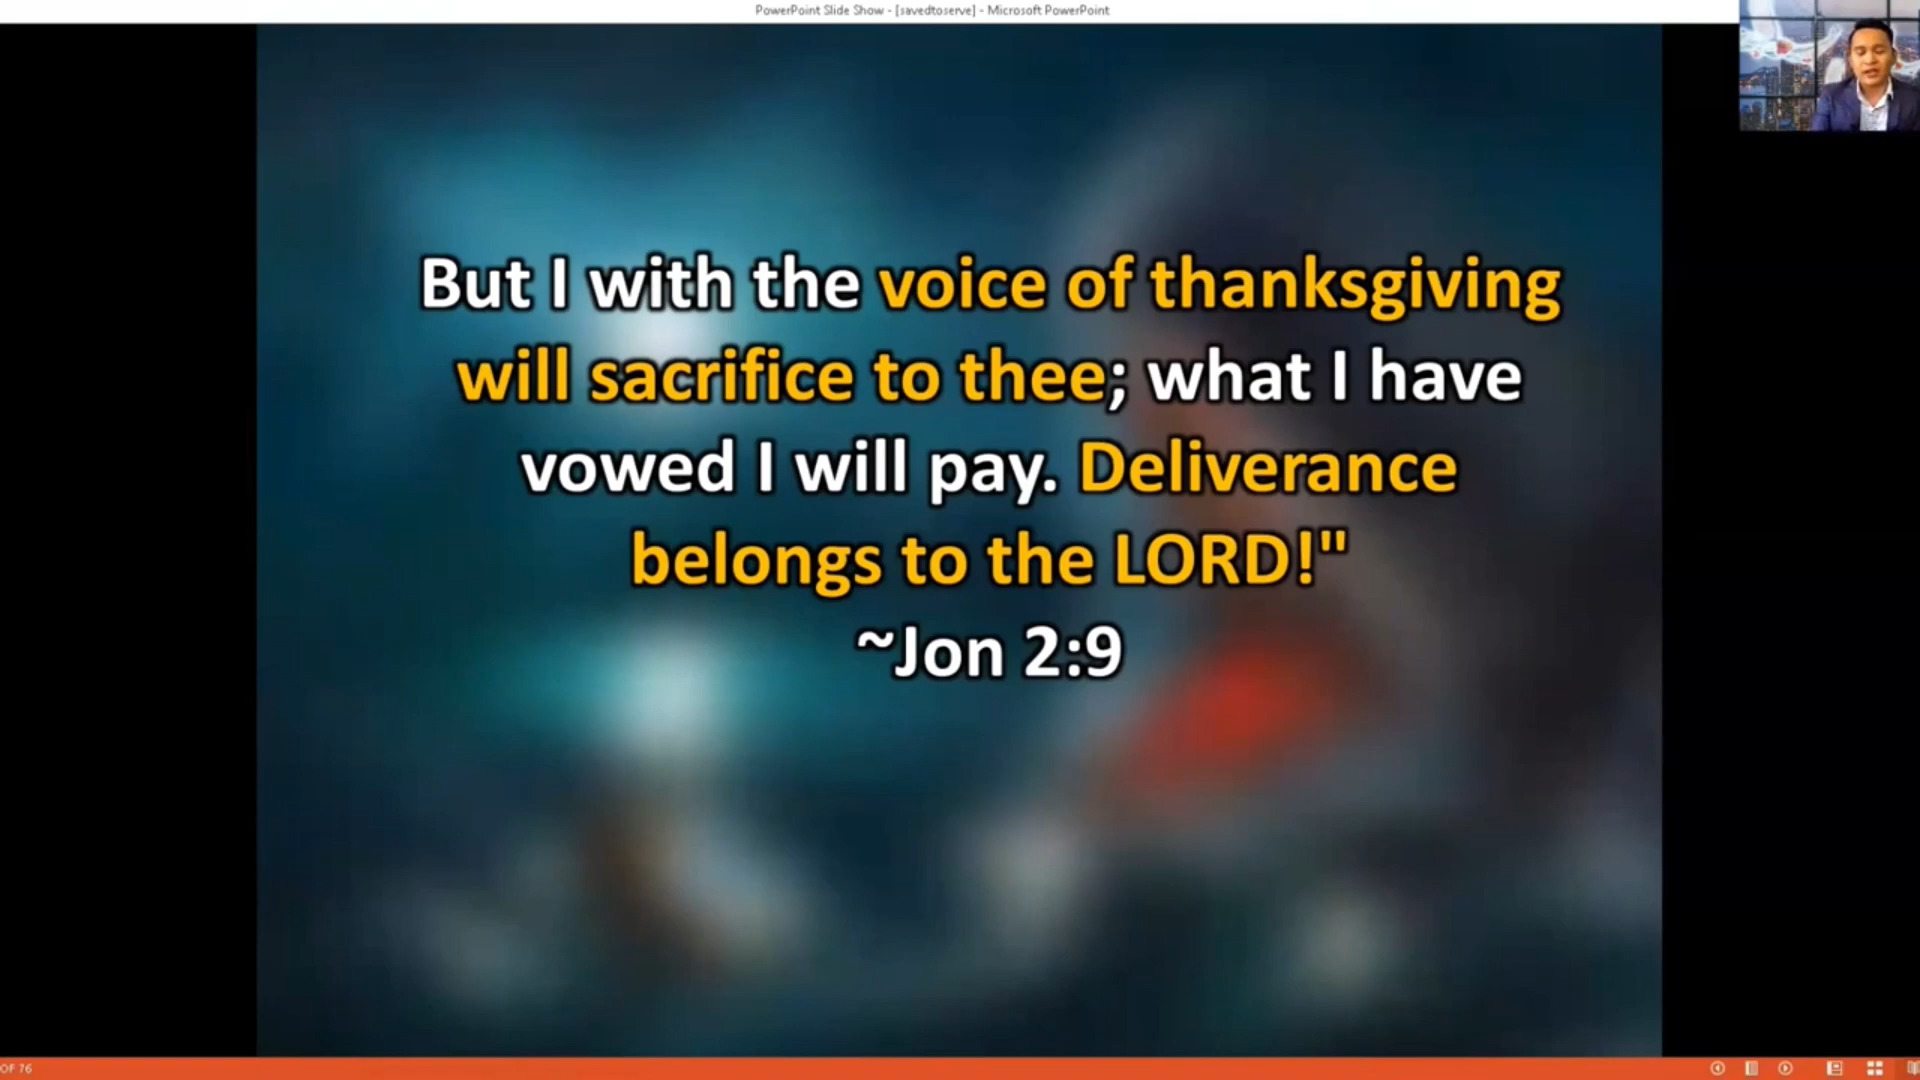 PowerPoint Slide Show - [savedtoserve] - Microsoft PowerPoint
But I with the voice of thanksgiving
will sacrifice to thee; what I have
vowed I will pay. Deliverance
belongs to the LORD!"
~Jon 2:9
OF 76